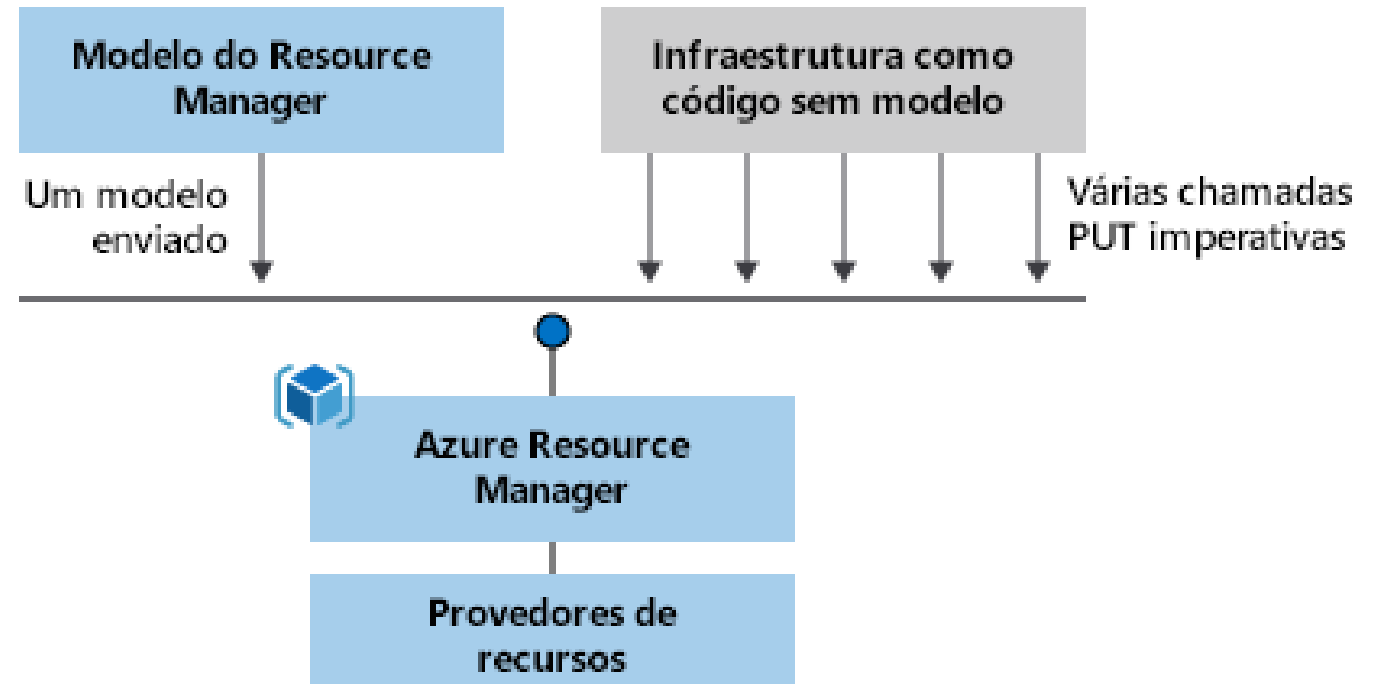 Modelo do Resource
Manager
Infraestrutura como
código sem modelo
Um modelo
enviado
Várias chamadas
PUT imperativas
Azure Resource
Manager
Provedores de
recursos